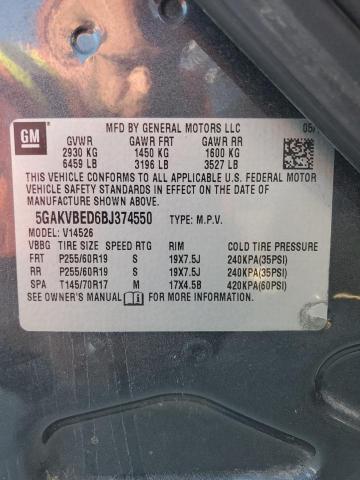 GM
MFD BY GENERAL MOTORS LLC 05/
GVWR GAWR FRT GAWR RR
2930 KG 1450 KG 1600 KG
6459 LB 3196 LB 3527 LB
THIS VEHICLE CONFORMS TO ALL APPLICABLE U.S. FEDERAL MOTOR
VEHICLE SAFETY STANDARDS IN EFFECT ON THE DATE OF
MANUFACTURE SHOWN ABOVE.
5GAKVBED6BJ374550 TYPE: M.P.V.
MODEL: V14526
VBBG TIRE SIZE SPEED RTG RIM COLD TIRE PRESSURE
FRT P255/60R19 S 19X7.5J 240KPA(35PSI)
RR P255/60R19 S 19X7.5J 240KPA(35PSI)
SPA T145/70R17 M 17X4.5B 420KPA(60PSI)
SEE OWNER'S MANUAL FOR MORE INFORMATION